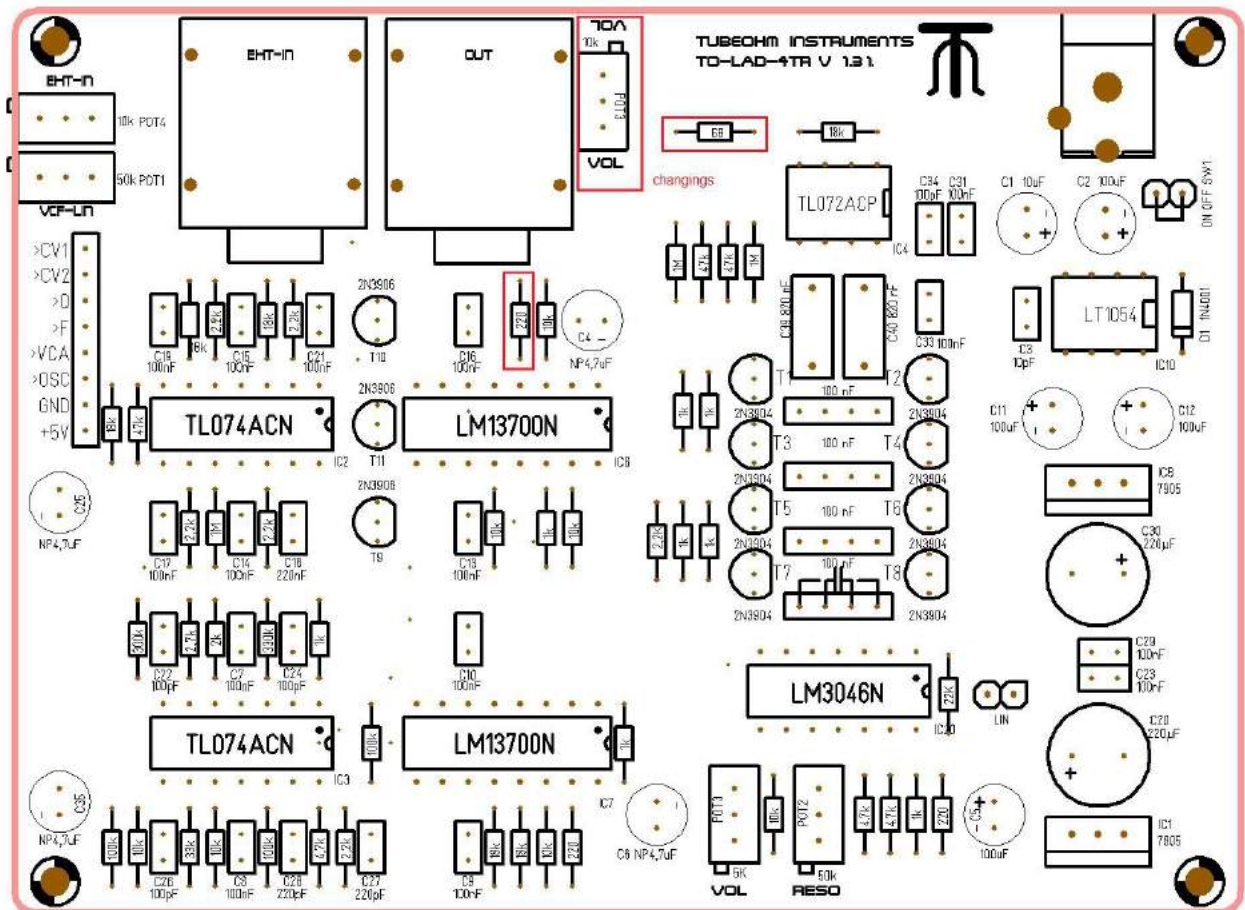 VOL
10k
TUBEOHM INSTRUMENTS
TO-LAD-4TR V 1.3 1.
EHT-IN
OUT
EHT-IN
10k POT4
POT3
VOL
68
18k
changings
50k POT1
VCF-LIN
TL072ACP
IC4
C34
100pF
C31
100nF
C1 10uF
C2 100uF
ON OFF SW1
>CV1
>CV2
>D
>F
>VCA
>OSC
GND
+5V
1M
47k
47k
1M
C19
100nF
18k
2,2k
C15
100nF
18k
2,2k
C21
100nF
2N3906
T10
C16
100nF
220
10k
C4
NP4,7uF
C39 820 nF
C40 820 nF
C33
100nF
C3
10pF
LT1054
IC10
D1 1N4001
18k
47k
TL074ACN
IC2
2N3906
T11
LM13700N
IC6
1k
1k
T1
T2
100 nF
2N3904
2N3904
T3
T4
100 nF
2N3904
2N3904
T5
T6
100 nF
2N3904
2N3904
T7
T8
100 nF
2N3904
2N3904
C11
100uF
C12
100uF
C25
NP4,7uF
2N3906
T9
C17
100nF
2,2k
1M
C14
100nF
2,2k
C18
220nF
C13
100nF
10k
1k
10k
2,2k
1k
1k
IC8
7905
C30
220µF
300k
C22
100pF
2,7k
2k
C7
100nF
330k
C24
100pF
1k
C10
100nF
C29
100nF
C23
100nF
TL074ACN
IC3
100k
LM13700N
IC7
1k
LM3046N
IC20
22K
LIN
C20
220µF
C35
NP4,7uF
100k
10k
C26
100pF
33k
10k
C8
100nF
100k
C28
220pF
4,7k
2,2k
C27
220pF
C9
100nF
18k
18k
10k
220
C6 NP4,7uF
POT3
5K
VOL
10k
POT2
50k
RESO
4,7k
4,7k
1k
220
C5
100uF
IC1
7805